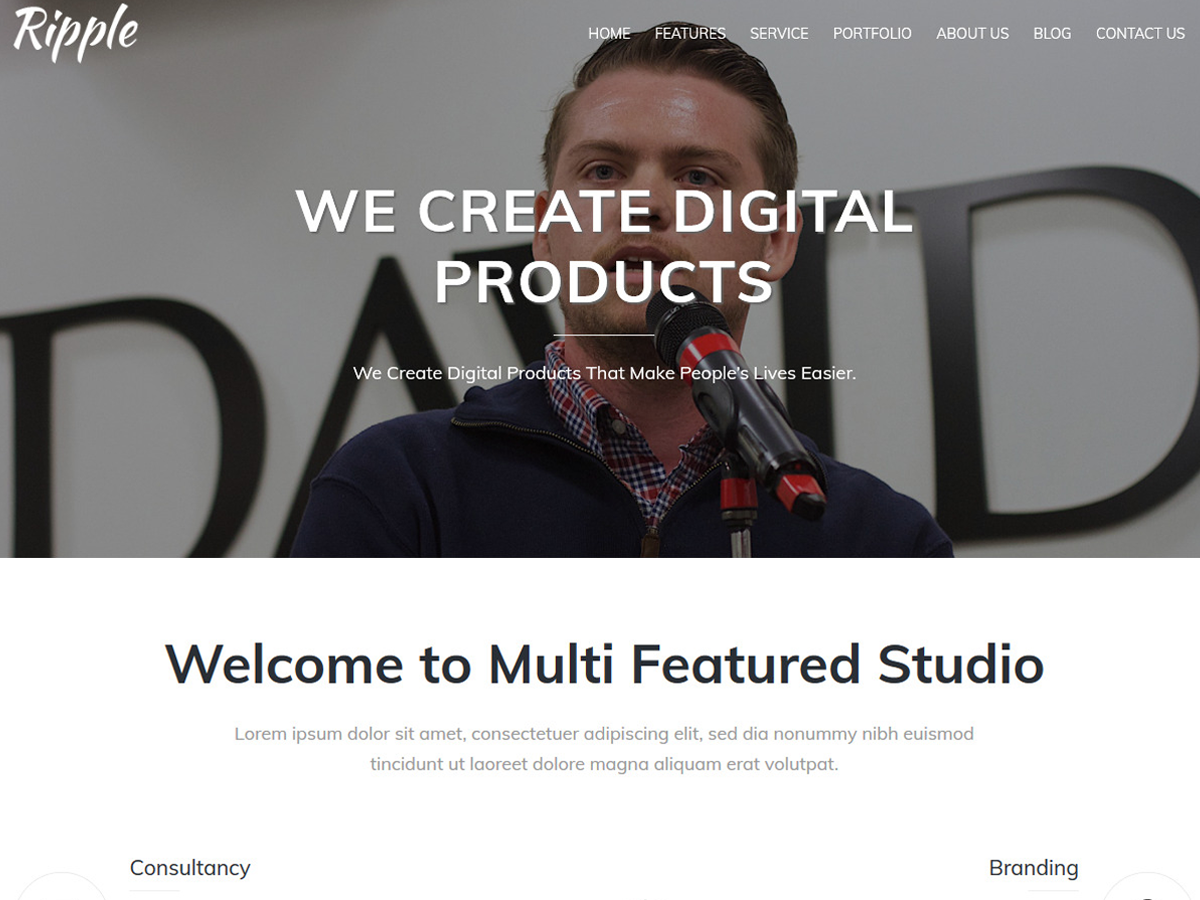 Ripple
HOME FEATURES SERVICE PORTFOLIO ABOUT US BLOG CONTACT US
DAVID
WE CREATE DIGITAL
PRODUCTS
We Create Digital Products That Make People's Lives Easier.
Welcome to Multi Featured Studio
Lorem ipsum dolor sit amet, consectetuer adipiscing elit, sed dia nonummy nibh euismod
tincidunt ut laoreet dolore magna aliquam erat volutpat.
Consultancy
Branding